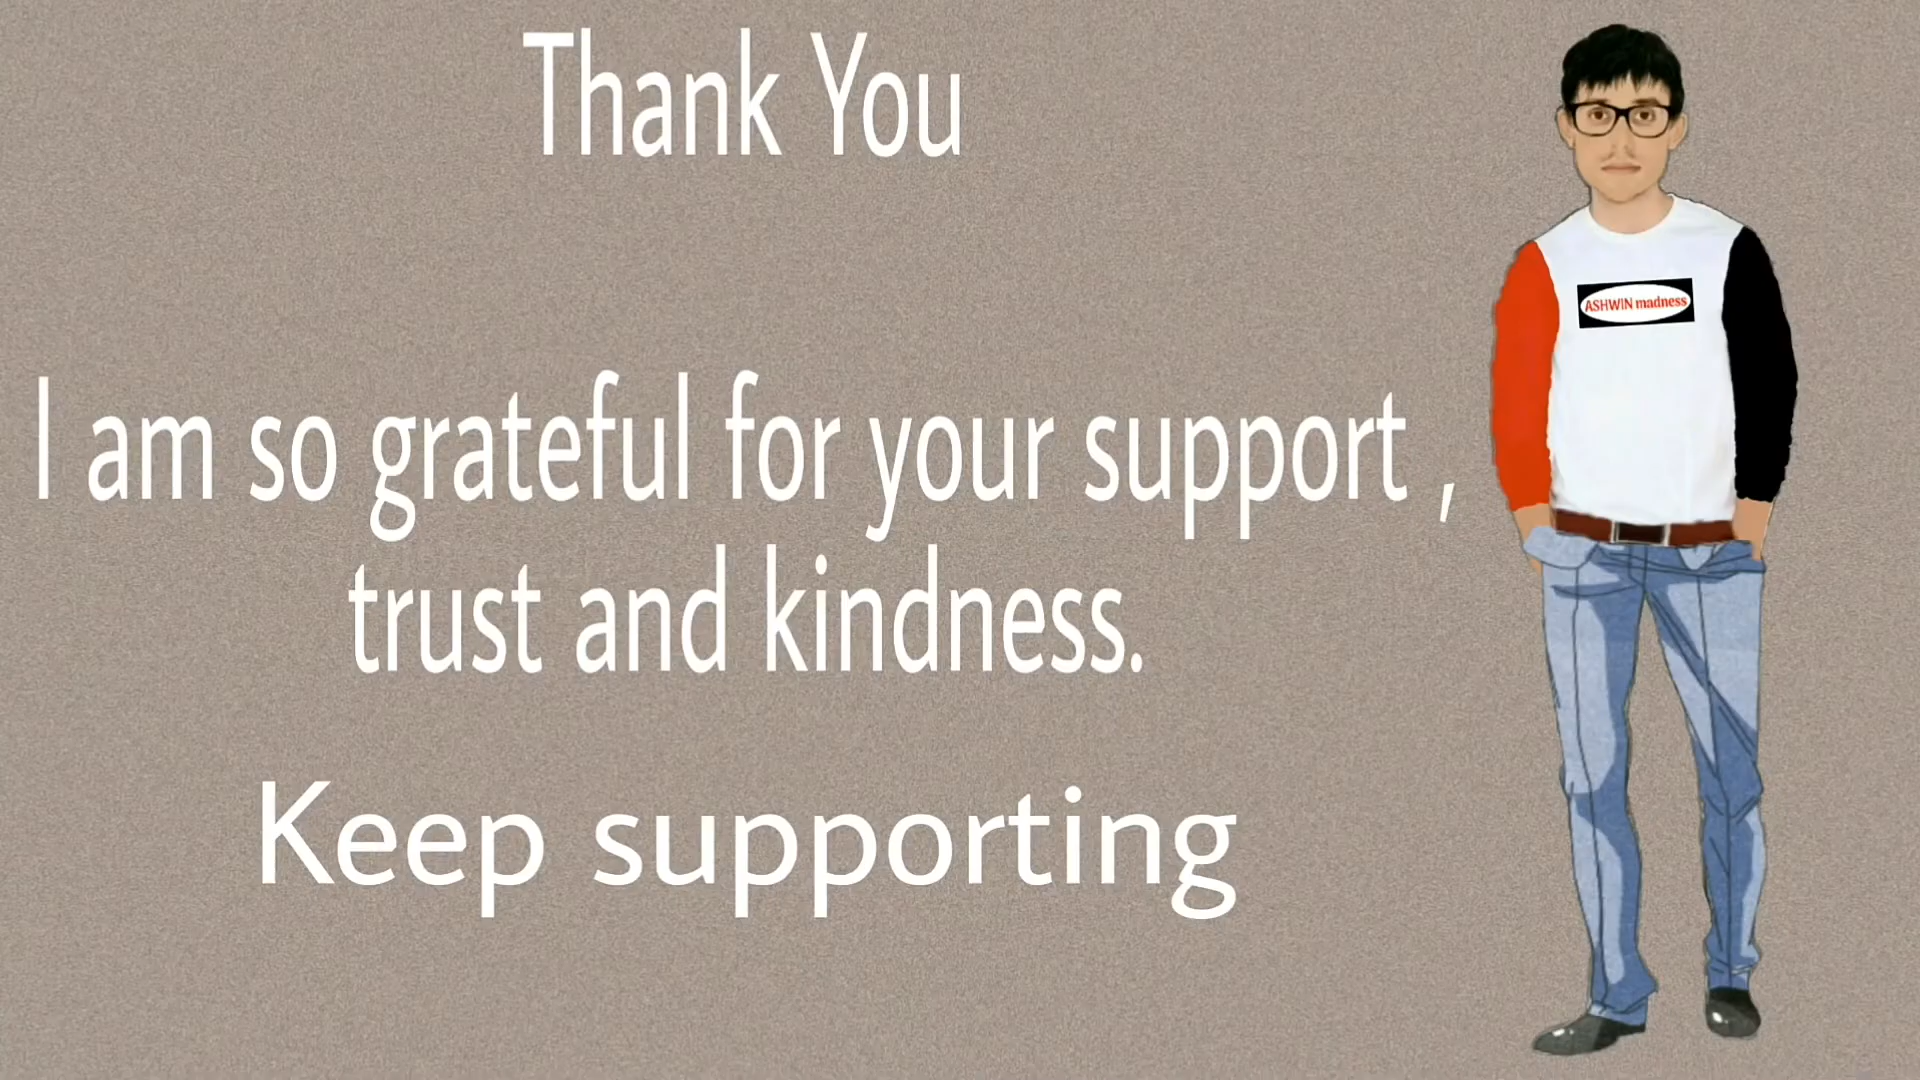 Thank You
I am so grateful for your support ,
trust and kindness.
Keep supporting
ASHWIN madness